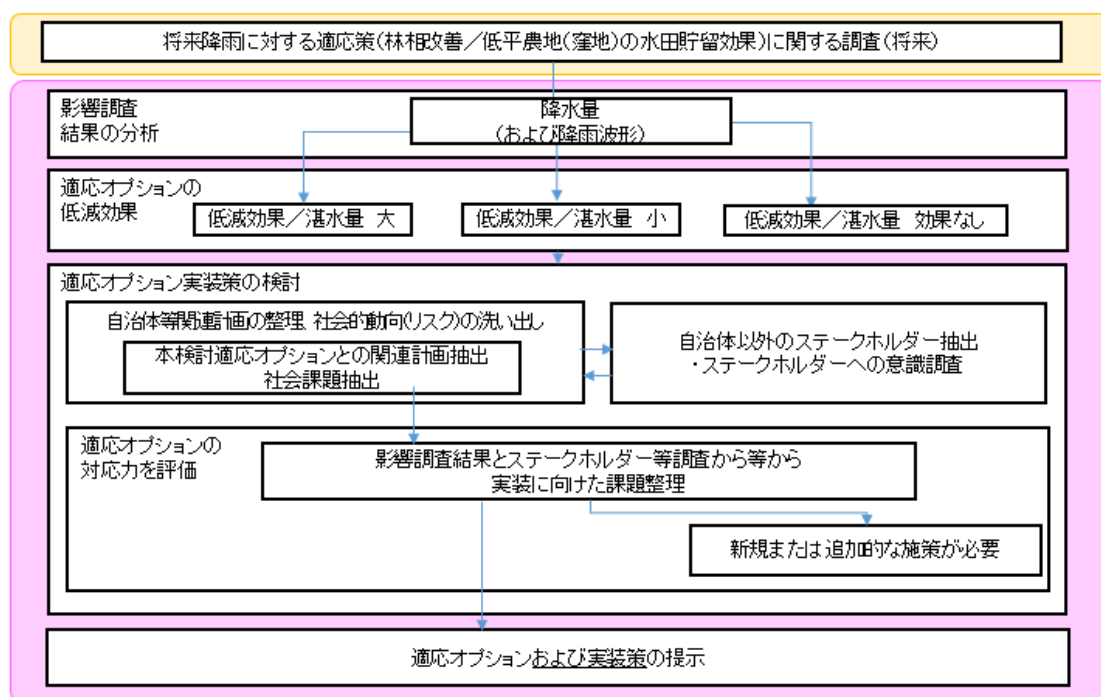 将来降雨に対する適応策(林相改善／低平農地(窪地)の水田貯留効果)に関する調査(将来)
影響調査
結果の分析
降水量
(および降雨波形)
適応オプションの
低減効果
低減効果／湛水量 大
低減効果／湛水量 小
低減効果／湛水量 効果なし
適応オプション実装策の検討
自治体等関連計画の整理、社会的動向(リスク)の洗い出し
本検討適応オプションとの関連計画抽出
社会課題抽出
自治体以外のステークホルダー抽出
・ステークホルダーへの意識調査
適応オプションの
対応力を評価
影響調査結果とステークホルダー等調査から等から
実装に向けた課題整理
新規または追加的な施策が必要
適応オプションおよび実装策の提示